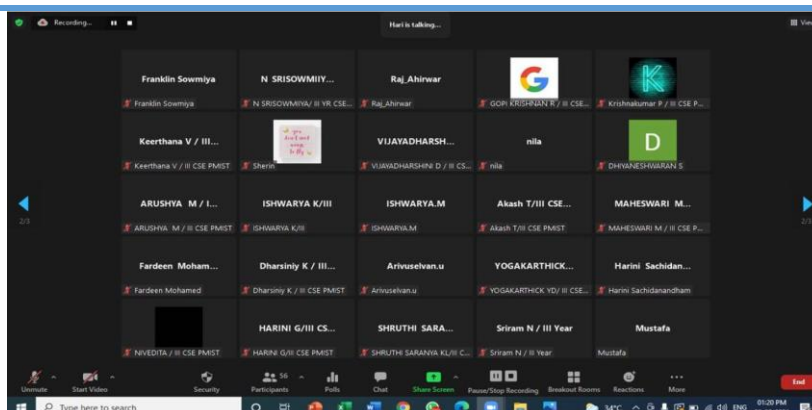 Recording...
Hari is talking...
View
Franklin Sowmiya
N SRISOWMIIY...
Raj_Ahirwar
G
K
Franklin Sowmiya
N SRISOWMIYA/ III YR CSE...
Raj_Ahirwar
GOPI KRISHNAN R / III CSE...
Krishnakumar P / III CSE P...
Keerthana V / III...
VIJAYADHARSH...
nila
D
Keerthana V / III CSE PMIST
Sherin
VIJAYADHARSHINI D / III CS...
nila
DHIYANESHWARAN S
ARUSHYA M / I...
ISHWARYA K/III
ISHWARYA.M
Akash T/III CSE...
MAHESWARI M...
2/3
2/3
ARUSHYA M / III CSE PMIST
ISHWARYA K/III
ISHWARYA.M
Akash T/III CSE PMIST
MAHESWARI M / III CSE P...
Fardeen Moham...
Dharsiniy K / III...
Arivuselvan.u
YOGAKARTHICK...
Harini Sachidan...
Fardeen Mohamed
Dharsiniy K / III CSE PMIST
Arivuselvan.u
YOGAKARTHICK YD/ III CSE...
Harini Sachidanandham
HARINI G/III CS...
SHRUTHI SARA...
Sriram N / III Year
Mustafa
NIVEDITA / III CSE PMIST
HARINI G/III CSE PMIST
SHRUTHI SARANYA KL/II C...
Sriram N / III Year
Mustafa
56
Unmute
Start Video
Security
Participants
Polls
Chat
Share Screen
Pause/Stop Recording
Breakout Rooms
Reactions
More
End
Type here to search
34°C
ENG
01:20 PM